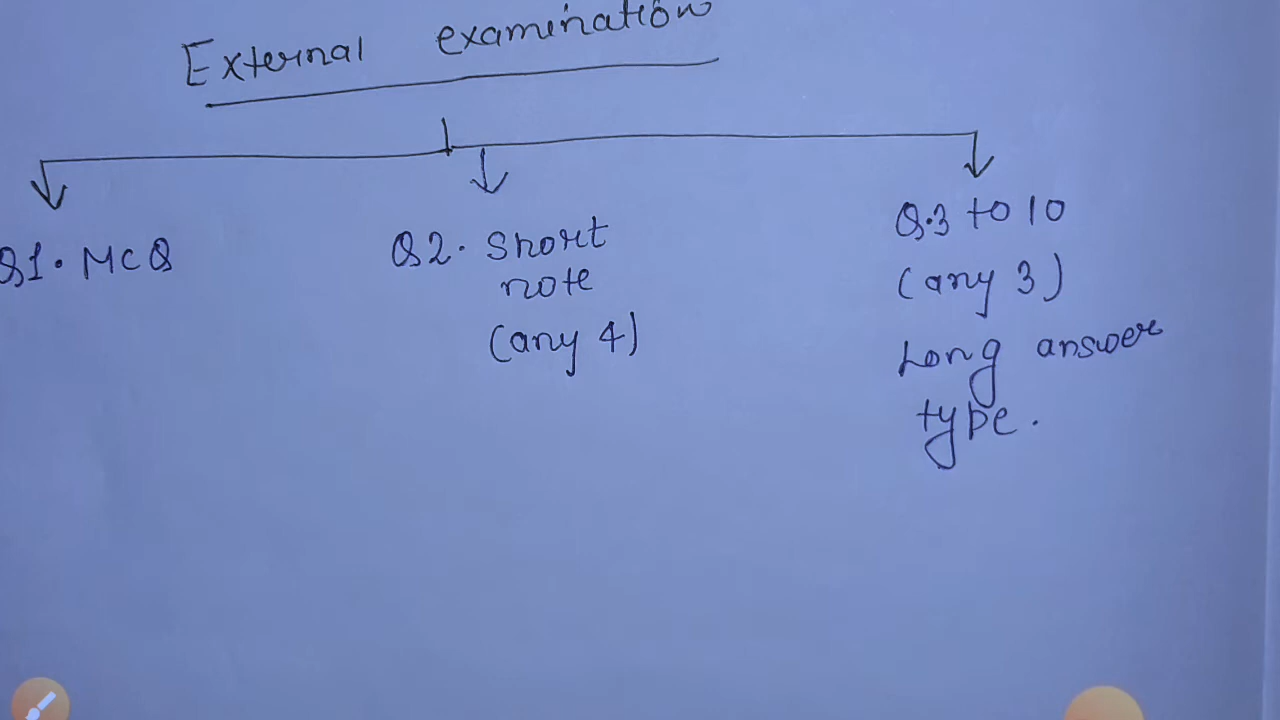 External examination
Q1. MCQ
Q2. Short
note
(any 4)
Q.3 to 10
(any 3)
Long answer
type.